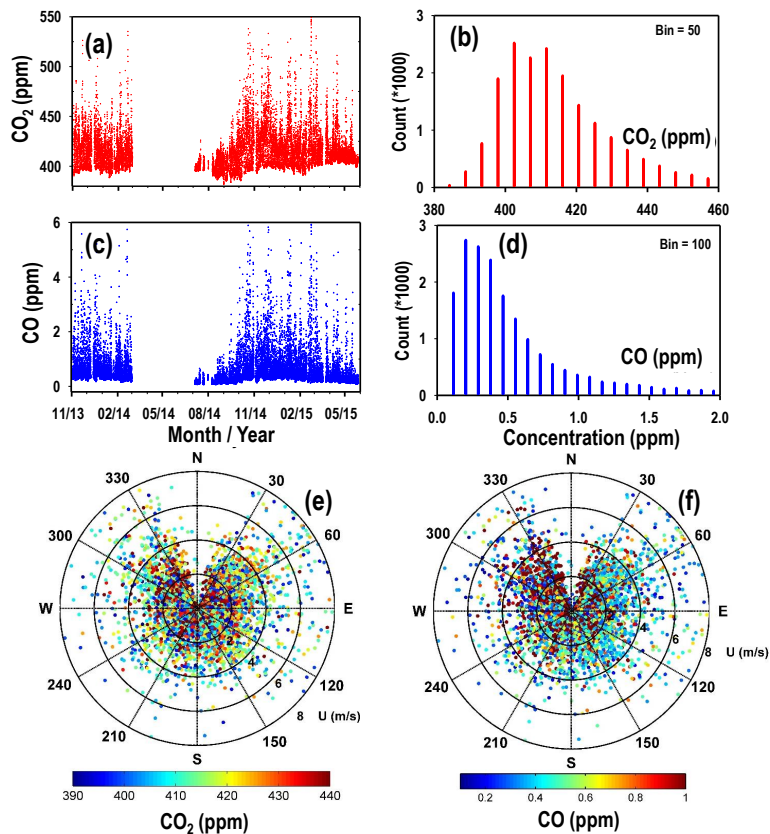 550
(a)
500
450
400
CO₂ (ppm)
3
(b)
Bin = 50
2
1
0
Count (*1000)
CO₂ (ppm)
380 400 420 440 460
6
(c)
4
2
0
CO (ppm)
11/13 02/14 05/14 08/14 11/14 02/15 05/15
Month / Year
3
(d)
Bin = 100
2
1
0
Count (*1000)
CO (ppm)
0.0 0.5 1.0 1.5 2.0
Concentration (ppm)
N
330 30
(e)
300 60
W E
2
4
6
8 U (m/s)
240 120
210 150
S
390 400 410 420 430 440
CO₂ (ppm)
N
330 30
(f)
300 60
W E
4
6
8 U (m/s)
240 120
210 150
S
0.2 0.4 0.6 0.8 1
CO (ppm)